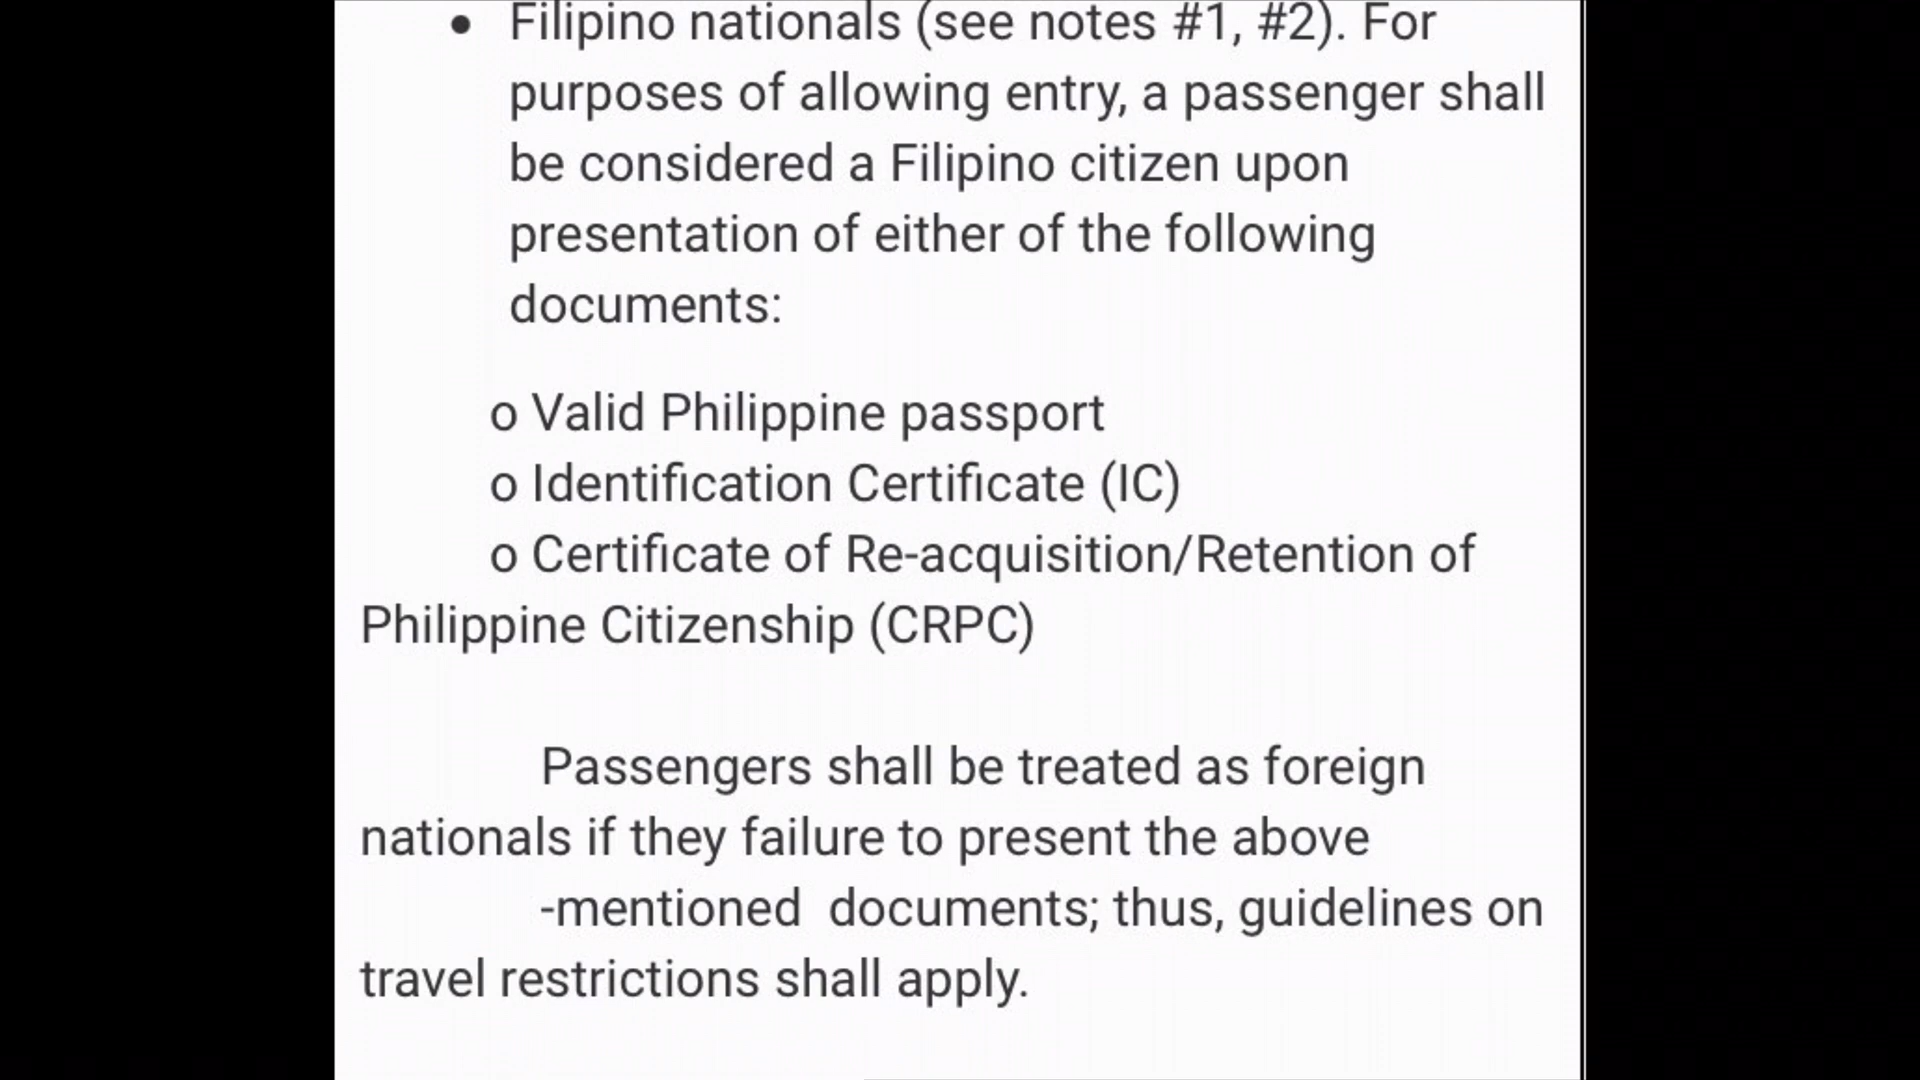 • Filipino nationals (see notes #1, #2). For
purposes of allowing entry, a passenger shall
be considered a Filipino citizen upon
presentation of either of the following
documents:
o Valid Philippine passport
o Identification Certificate (IC)
o Certificate of Re-acquisition/Retention of
Philippine Citizenship (CRPC)
Passengers shall be treated as foreign
nationals if they failure to present the above
-mentioned  documents; thus, guidelines on
travel restrictions shall apply.